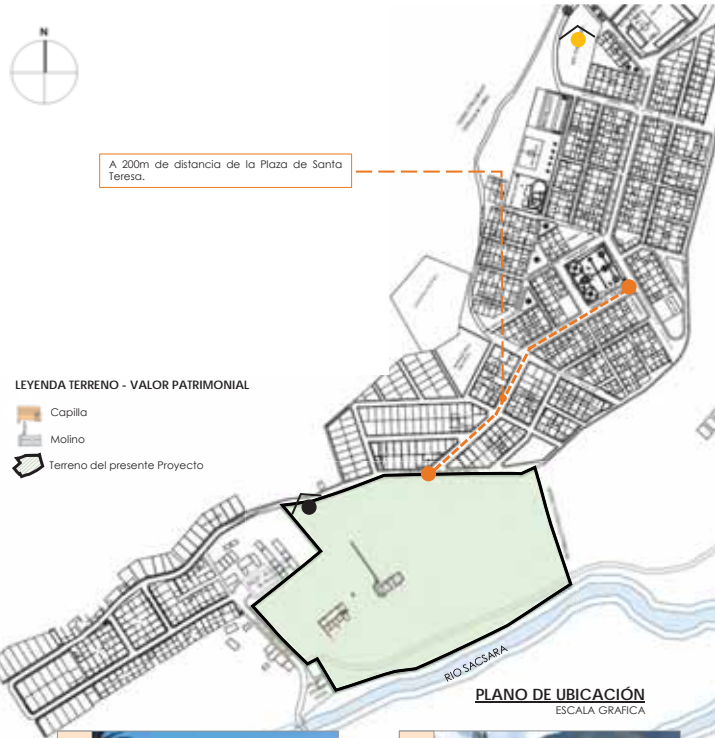 N
A 200m de distancia de la Plaza de Santa
Teresa.
LEYENDA TERRENO - VALOR PATRIMONIAL
Capilla
Molino
Terreno del presente Proyecto
RIO SACSARA
PLANO DE UBICACIÓN
ESCALA GRAFICA